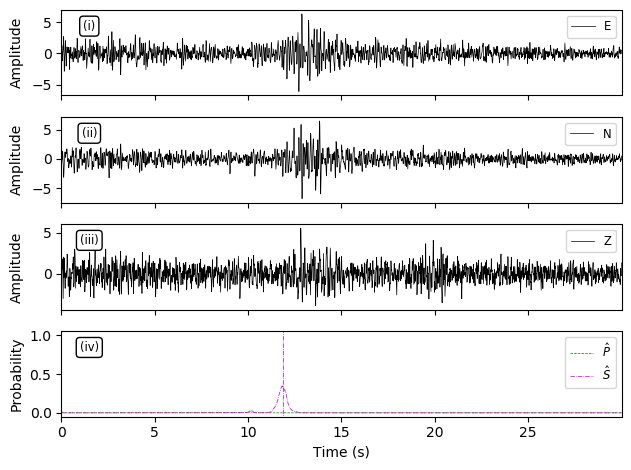 Amplitude
5
0
−5
(i)
E
Amplitude
5
0
−5
(ii)
N
Amplitude
5
0
(iii)
Z
Probability
1.0
0.5
0.0
(iv)
P̂
Ŝ
0 5 10 15 20 25
Time (s)